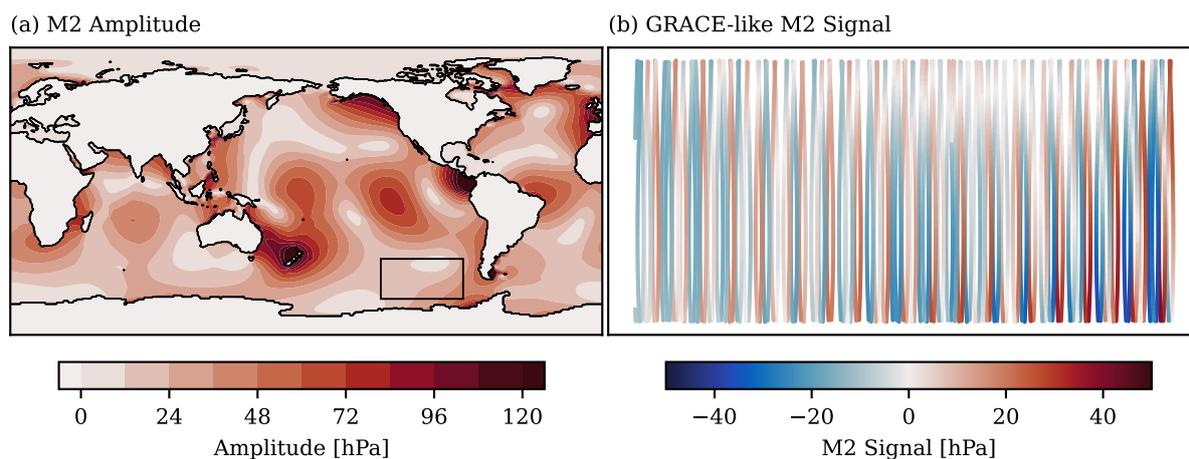 (a) M2 Amplitude
(b) GRACE-like M2 Signal
0 24 48 72 96 120
Amplitude [hPa]
−40 −20 0 20 40
M2 Signal [hPa]